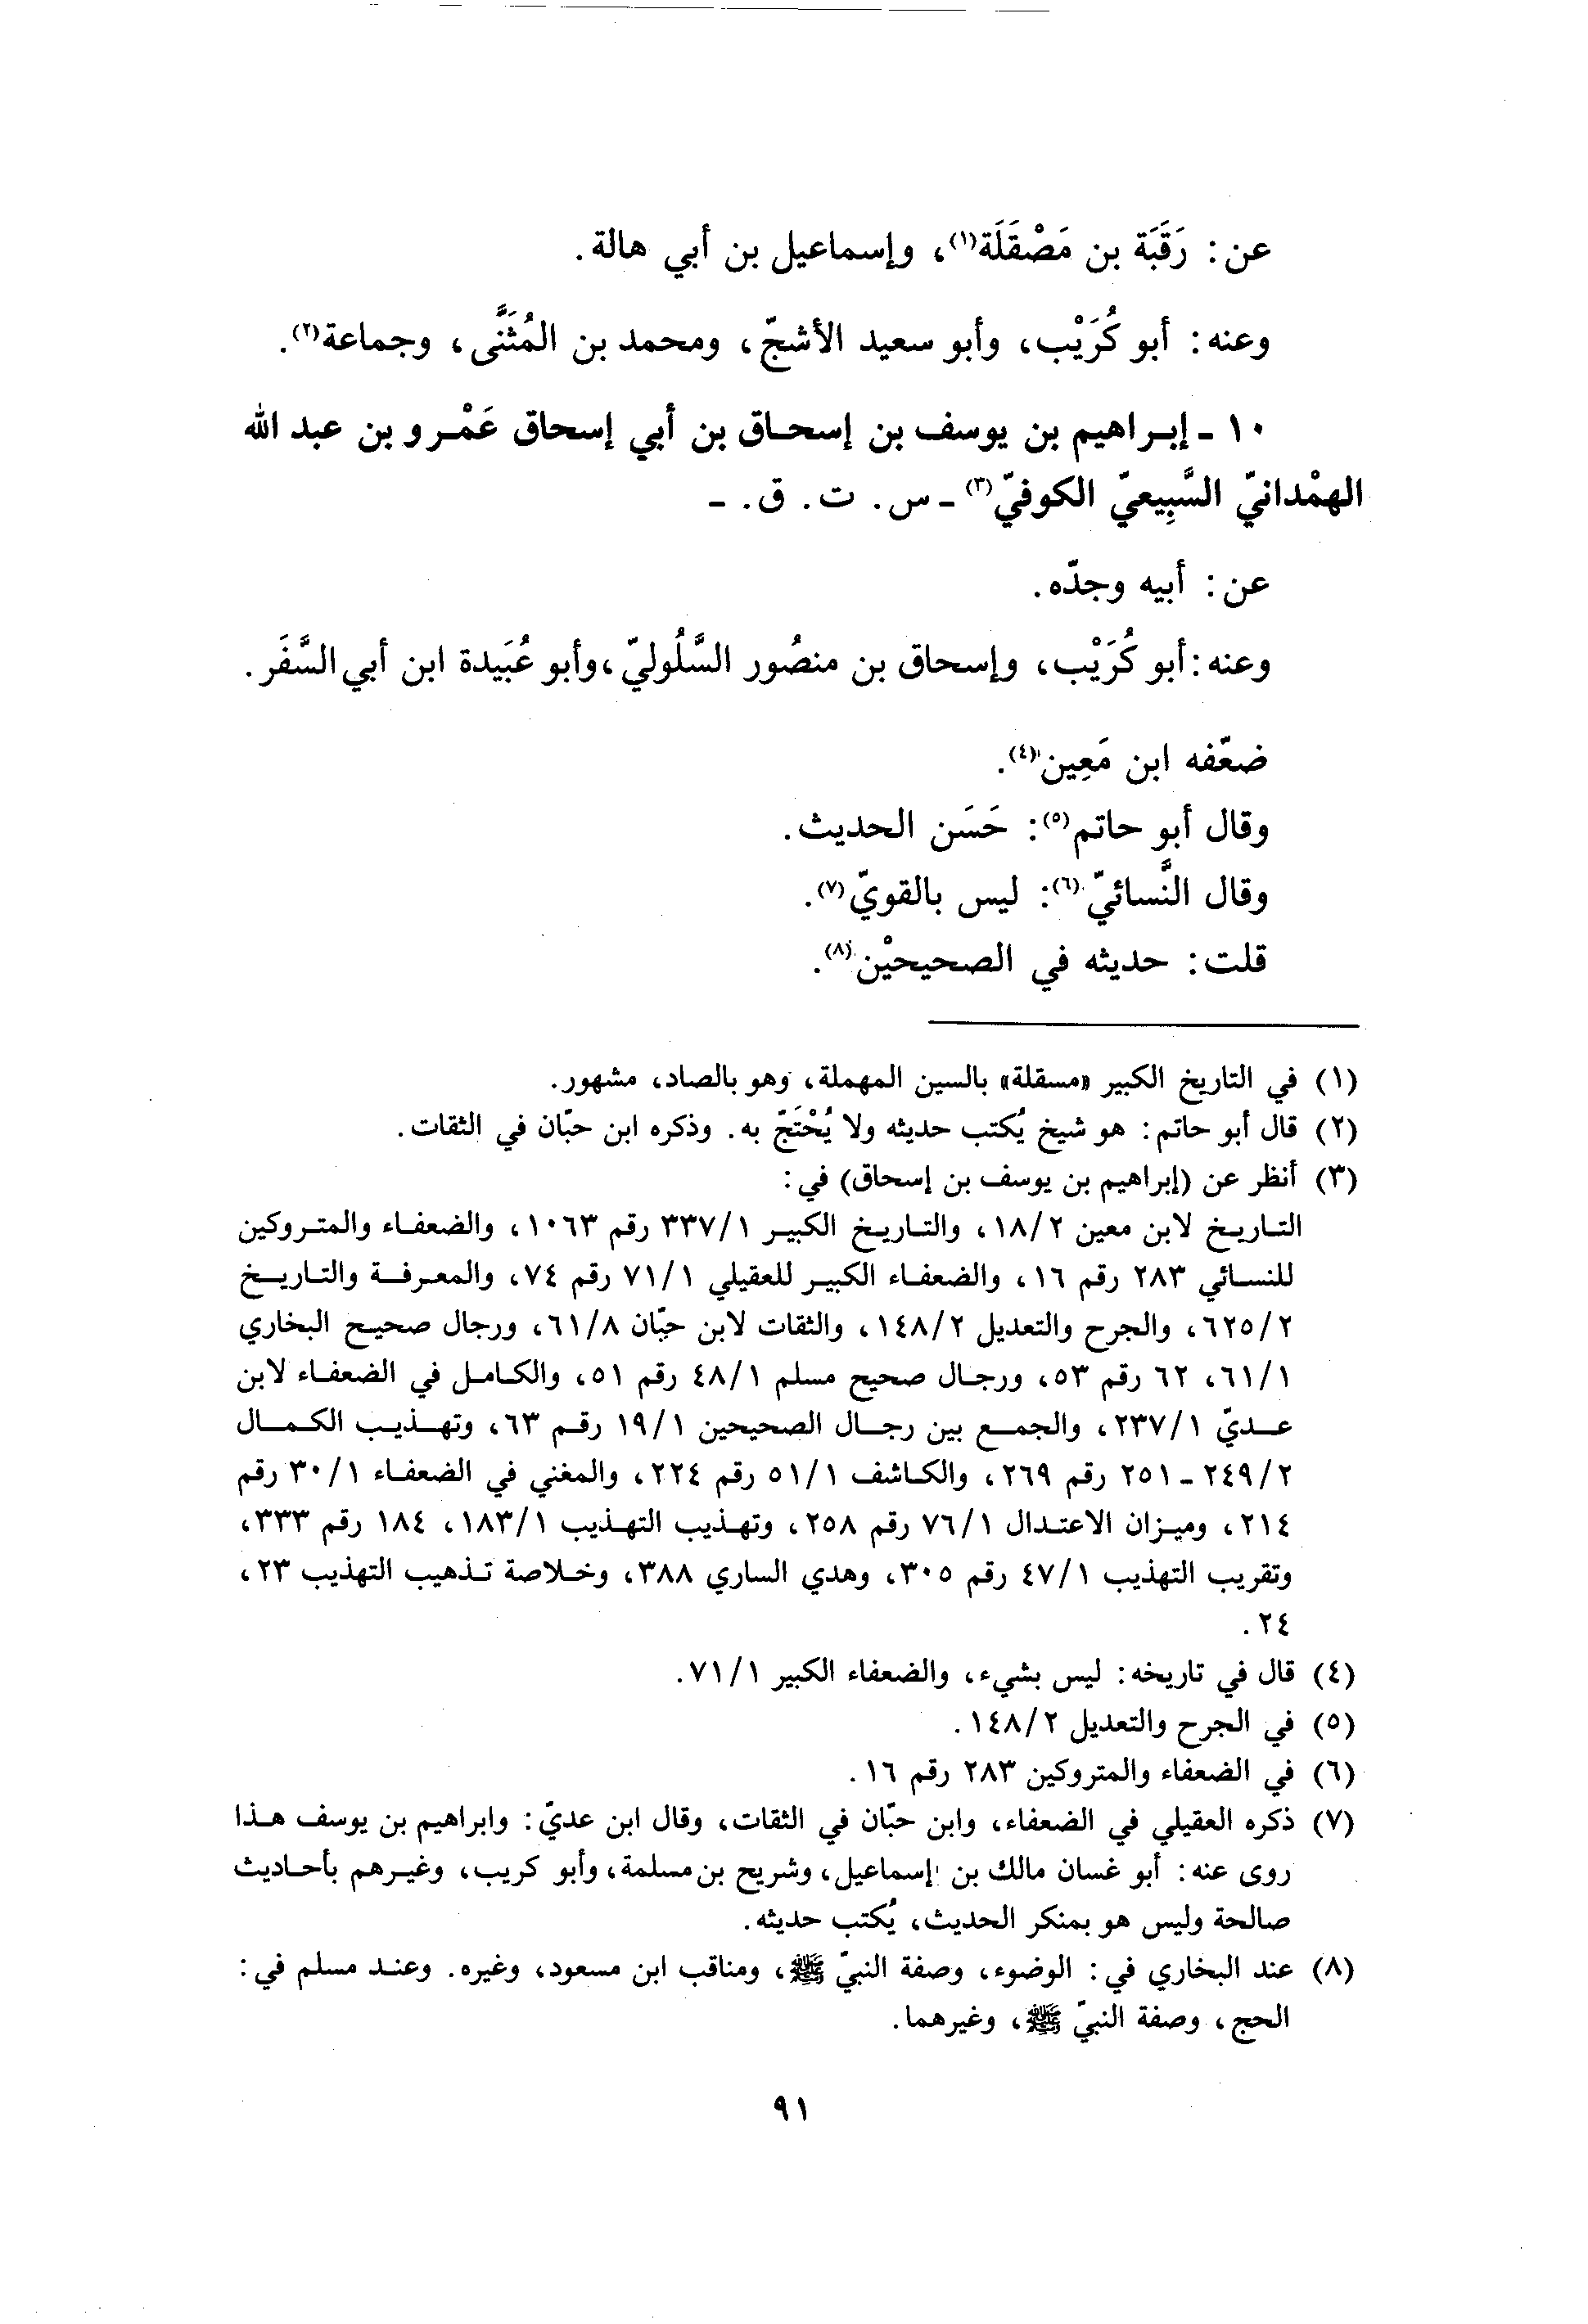 عن: رَقَبَة بن مَصْقَلَة(١)، وإسماعيل بن أبي هالة.
وعنه: أبو كُرَيْب، وأبو سعيد الأشجّ، ومحمد بن المُثَنَّى، وجماعة(٢).
١٠ - إبراهيم بن يوسف بن إسحاق بن أبي إسحاق عَمْرو بن عبد الله
الهمْدانيّ السَّبِيعيّ الكوفيّ(٣) - س. ت. ق. -
عن: أبيه وجدّه.
وعنه: أبو كُرَيْب، وإسحاق بن منصُور السَّلُوليّ، وأبو عُبَيدة ابن أبي السَّفَر.
ضعّفه ابن مَعِين(٤).
وقال أبو حاتم(٥): حَسَن الحديث.
وقال النَّسائيّ(٦): ليس بالقويّ(٧).
قلت: حديثه في الصحيحيْن(٨).
(١) في التاريخ الكبير «مسقلة» بالسين المهملة، وهو بالصاد، مشهور.
(٢) قال أبو حاتم: هو شيخ يُكتب حديثه ولا يُحْتَجّ به. وذكره ابن حبّان في الثقات.
(٣) أنظر عن (إبراهيم بن يوسف بن إسحاق) في:
التاريخ لابن معين ١٨/٢، والتاريخ الكبير ٣٣٧/١ رقم ١٠٦٣، والضعفاء والمتروكين
للنسائي ٢٨٣ رقم ١٦، والضعفاء الكبير للعقيلي ٧١/١ رقم ٧٤، والمعرفة والتاريخ
٦٢٥/٢، والجرح والتعديل ١٤٨/٢، والثقات لابن حبّان ٦١/٨، ورجال صحيح البخاري
٦١/١، ٦٢ رقم ٥٣، ورجال صحيح مسلم ٤٨/١ رقم ٥١، والكامل في الضعفاء لابن
عديّ ٢٣٧/١، والجمع بين رجال الصحيحين ١٩/١ رقم ٦٣، وتهذيب الكمال
٢٤٩/٢ - ٢٥١ رقم ٢٦٩، والكاشف ٥١/١ رقم ٢٢٤، والمغني في الضعفاء ٣٠/١ رقم
٢١٤، وميزان الاعتدال ٧٦/١ رقم ٢٥٨، وتهذيب التهذيب ١٨٣/١، ١٨٤ رقم ٣٣٣،
وتقريب التهذيب ٤٧/١ رقم ٣٠٥، وهدي الساري ٣٨٨، وخلاصة تذهيب التهذيب ٢٣،
٢٤.
(٤) قال في تاريخه: ليس بشيء، والضعفاء الكبير ٧١/١.
(٥) في الجرح والتعديل ١٤٨/٢.
(٦) في الضعفاء والمتروكين ٢٨٣ رقم ١٦.
(٧) ذكره العقيلي في الضعفاء، وابن حبّان في الثقات، وقال ابن عديّ: وابراهيم بن يوسف هذا
روى عنه: أبو غسان مالك بن إسماعيل، وشريح بن مسلمة، وأبو كريب، وغيرهم بأحاديث
صالحة وليس هو بمنكر الحديث، يُكتب حديثه.
(٨) عند البخاري في: الوضوء، وصفة النبيّ ﷺ، ومناقب ابن مسعود، وغيره. وعند مسلم في:
الحج، وصفة النبيّ ﷺ، وغيرهما.
٩١